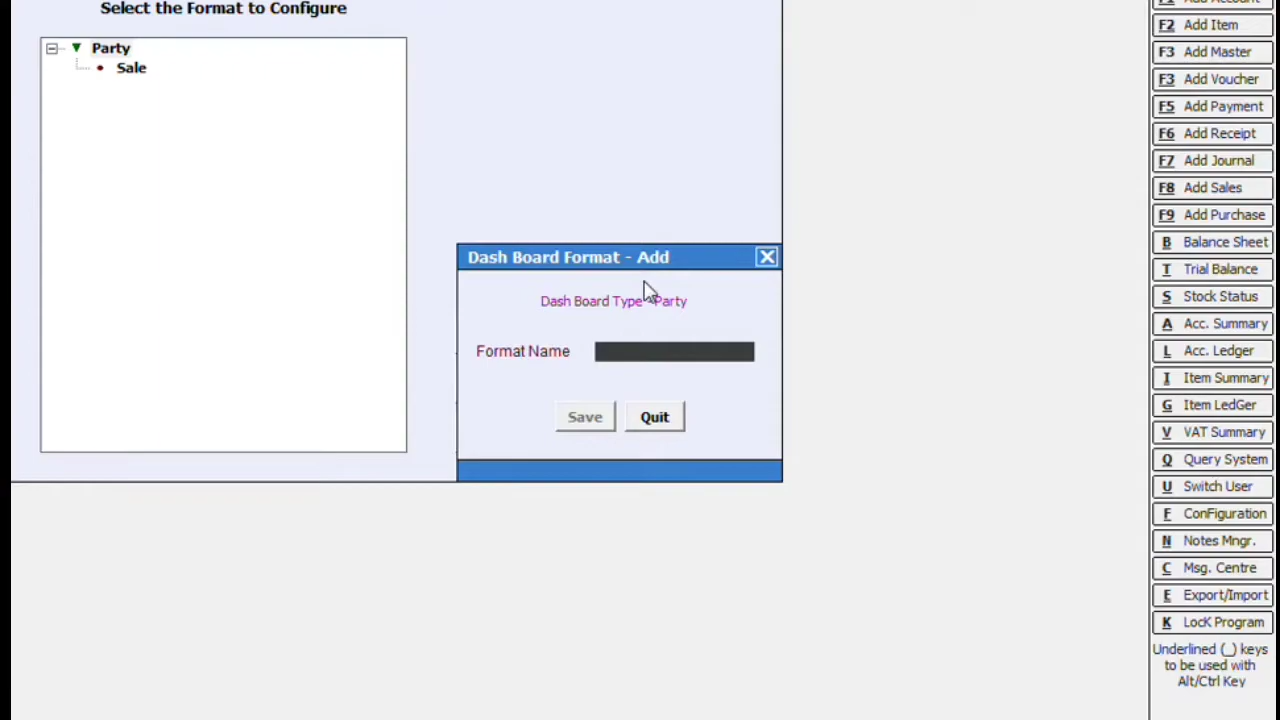 Select the Format to Configure
Party
Sale
Dash Board Format - Add
Dash Board Type Party
Format Name
Save Quit
Add Account
F2 Add Item
F3 Add Master
F3 Add Voucher
F5 Add Payment
F6 Add Receipt
F7 Add Journal
F8 Add Sales
F9 Add Purchase
B Balance Sheet
T Trial Balance
S Stock Status
A Acc. Summary
L Acc. Ledger
I Item Summary
G Item LedGer
V VAT Summary
Q Query System
U Switch User
F ConFiguration
N Notes Mngr.
C Msg. Centre
E Export/Import
K LocK Program
Underlined (_) keys
to be used with
Alt/Ctrl Key